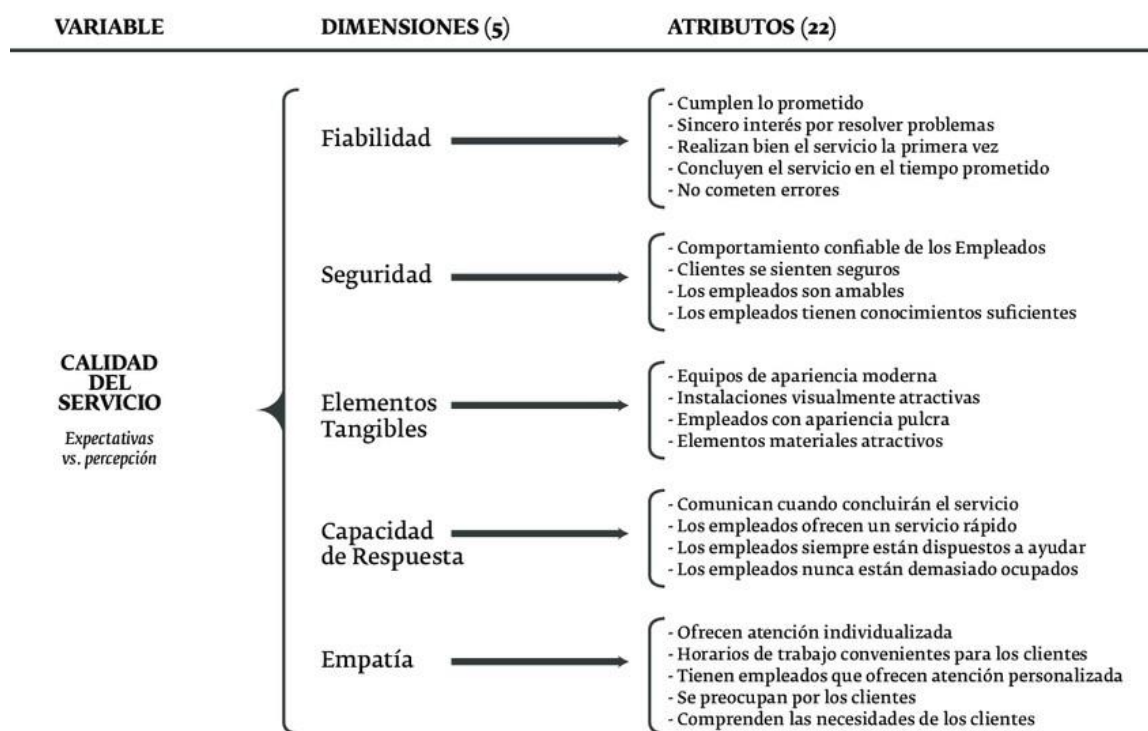 VARIABLE
DIMENSIONES (5)
ATRIBUTOS (22)
CALIDAD
DEL
SERVICIO
Expectativas
vs. percepción
Fiabilidad
- Cumplen lo prometido
- Sincero interés por resolver problemas
- Realizan bien el servicio la primera vez
- Concluyen el servicio en el tiempo prometido
- No cometen errores
Seguridad
- Comportamiento confiable de los Empleados
- Clientes se sienten seguros
- Los empleados son amables
- Los empleados tienen conocimientos suficientes
Elementos
Tangibles
- Equipos de apariencia moderna
- Instalaciones visualmente atractivas
- Empleados con apariencia pulcra
- Elementos materiales atractivos
Capacidad
de Respuesta
- Comunican cuando concluirán el servicio
- Los empleados ofrecen un servicio rápido
- Los empleados siempre están dispuestos a ayudar
- Los empleados nunca están demasiado ocupados
Empatía
- Ofrecen atención individualizada
- Horarios de trabajo convenientes para los clientes
- Tienen empleados que ofrecen atención personalizada
- Se preocupan por los clientes
- Comprenden las necesidades de los clientes